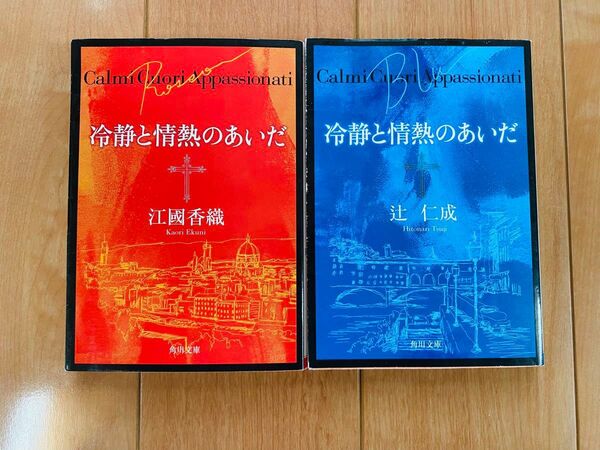 Calmi Cuori Appassionati
Rosso
冷静と情熱のあいだ
江國香織
Kaori Ekuni
角川文庫
Calmi Cuori Appassionati
Blu
冷静と情熱のあいだ
辻 仁成
Hitonari Tsuji
角川文庫